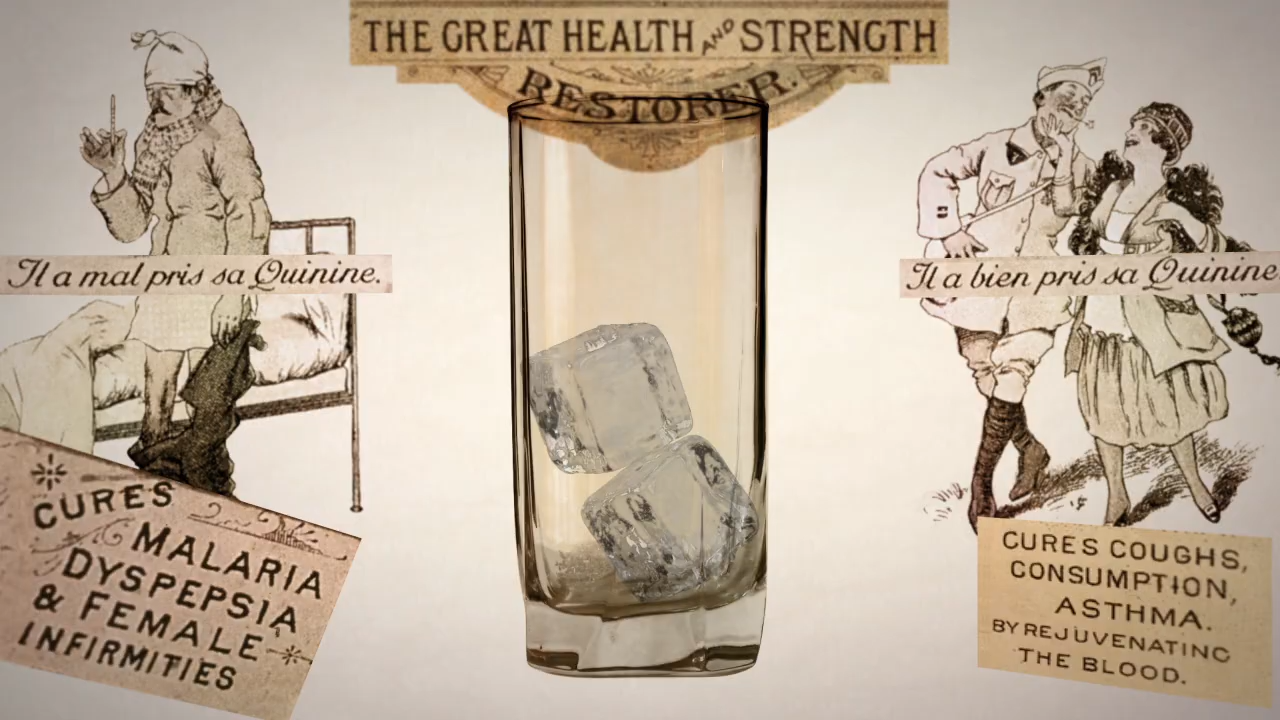 THE GREAT HEALTH AND STRENGTH
RESTORER.
Il a mal pris sa Quinine.
Il a bien pris sa Quinine
CURES
MALARIA
DYSPEPSIA
& FEMALE
INFIRMITIES
CURES COUGHS,
CONSUMPTION,
ASTHMA.
BY REJUVENATING
THE BLOOD.